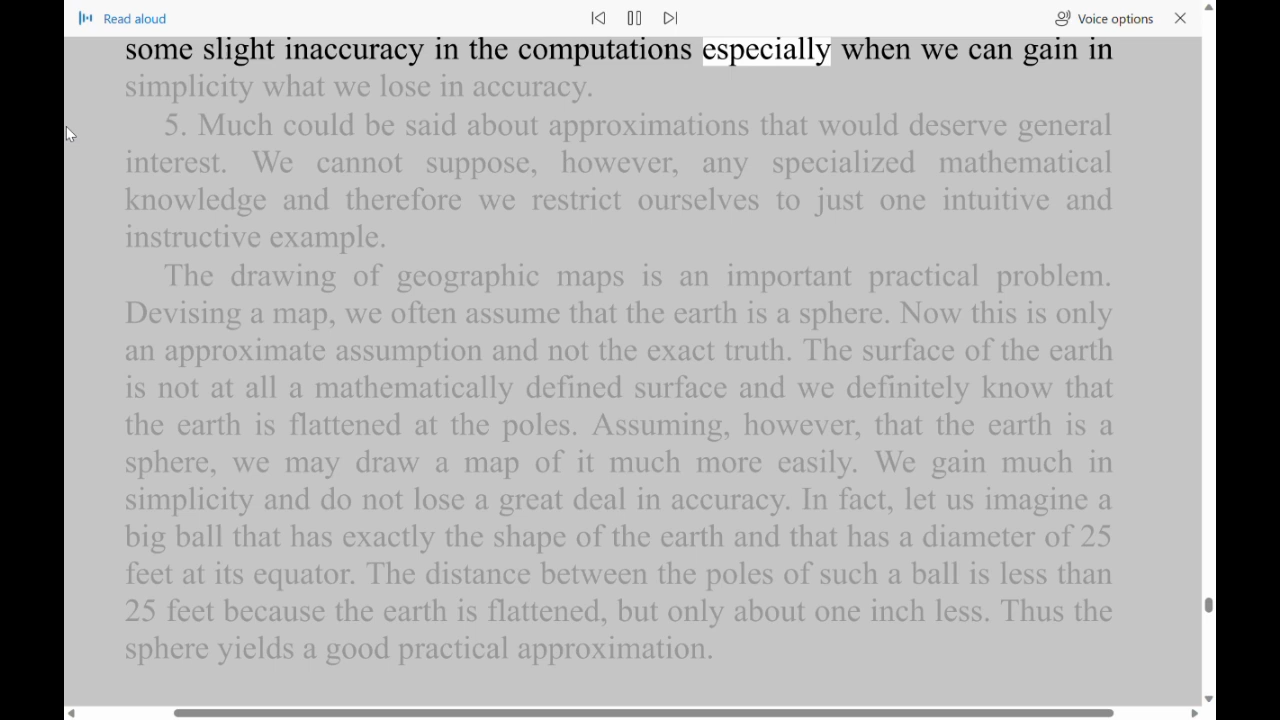 Read aloud
Voice options
some slight inaccuracy in the computations especially when we can gain in
simplicity what we lose in accuracy.
5. Much could be said about approximations that would deserve general
interest. We cannot suppose, however, any specialized mathematical
knowledge and therefore we restrict ourselves to just one intuitive and
instructive example.
The drawing of geographic maps is an important practical problem.
Devising a map, we often assume that the earth is a sphere. Now this is only
an approximate assumption and not the exact truth. The surface of the earth
is not at all a mathematically defined surface and we definitely know that
the earth is flattened at the poles. Assuming, however, that the earth is a
sphere, we may draw a map of it much more easily. We gain much in
simplicity and do not lose a great deal in accuracy. In fact, let us imagine a
big ball that has exactly the shape of the earth and that has a diameter of 25
feet at its equator. The distance between the poles of such a ball is less than
25 feet because the earth is flattened, but only about one inch less. Thus the
sphere yields a good practical approximation.